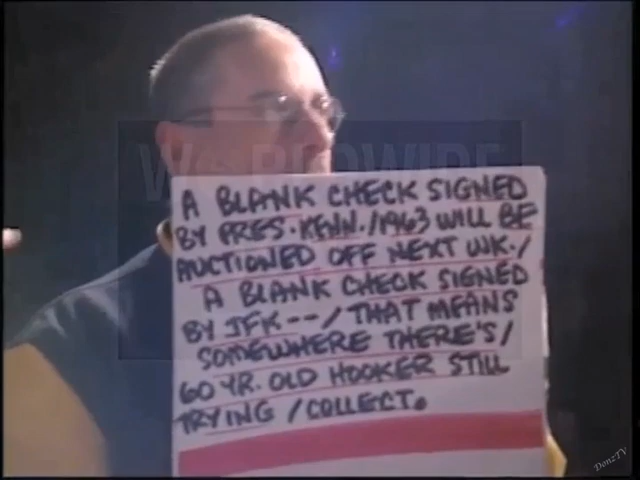 WORLDWIDE
A BLANK CHECK SIGNED
BY PRES. KENN./1963 WILL BE
AUCTIONED OFF NEXT WK./
A BLANK CHECK SIGNED
BY JFK--/THAT MEANS
SOMEWHERE THERE'S/
60 YR. OLD HOOKER STILL
TRYING /COLLECT.
DonzTV